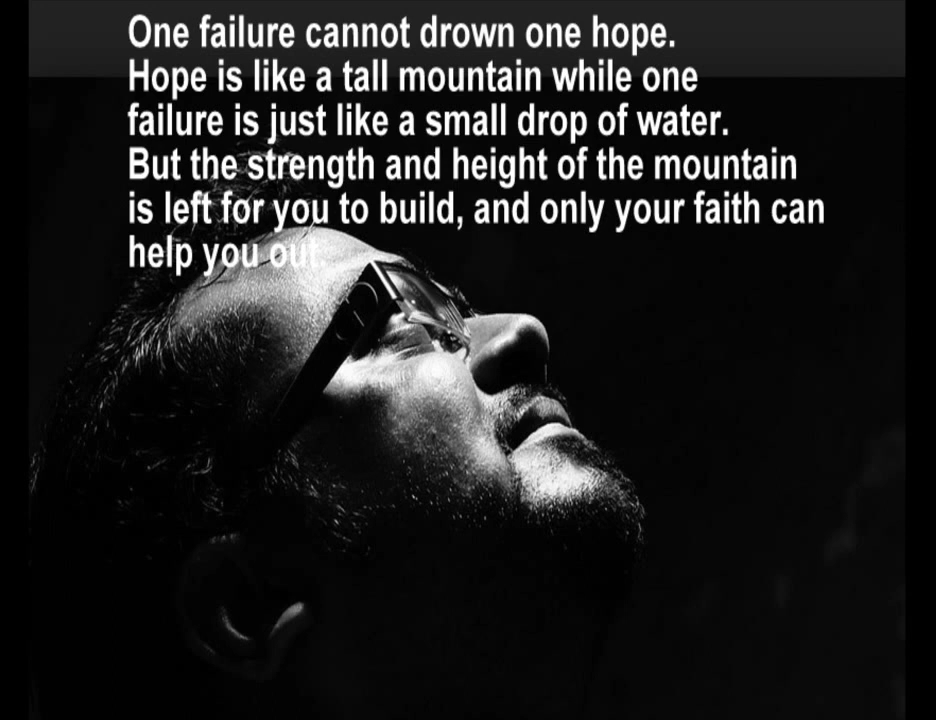 One failure cannot drown one hope.
Hope is like a tall mountain while one
failure is just like a small drop of water.
But the strength and height of the mountain
is left for you to build, and only your faith can
help you out.